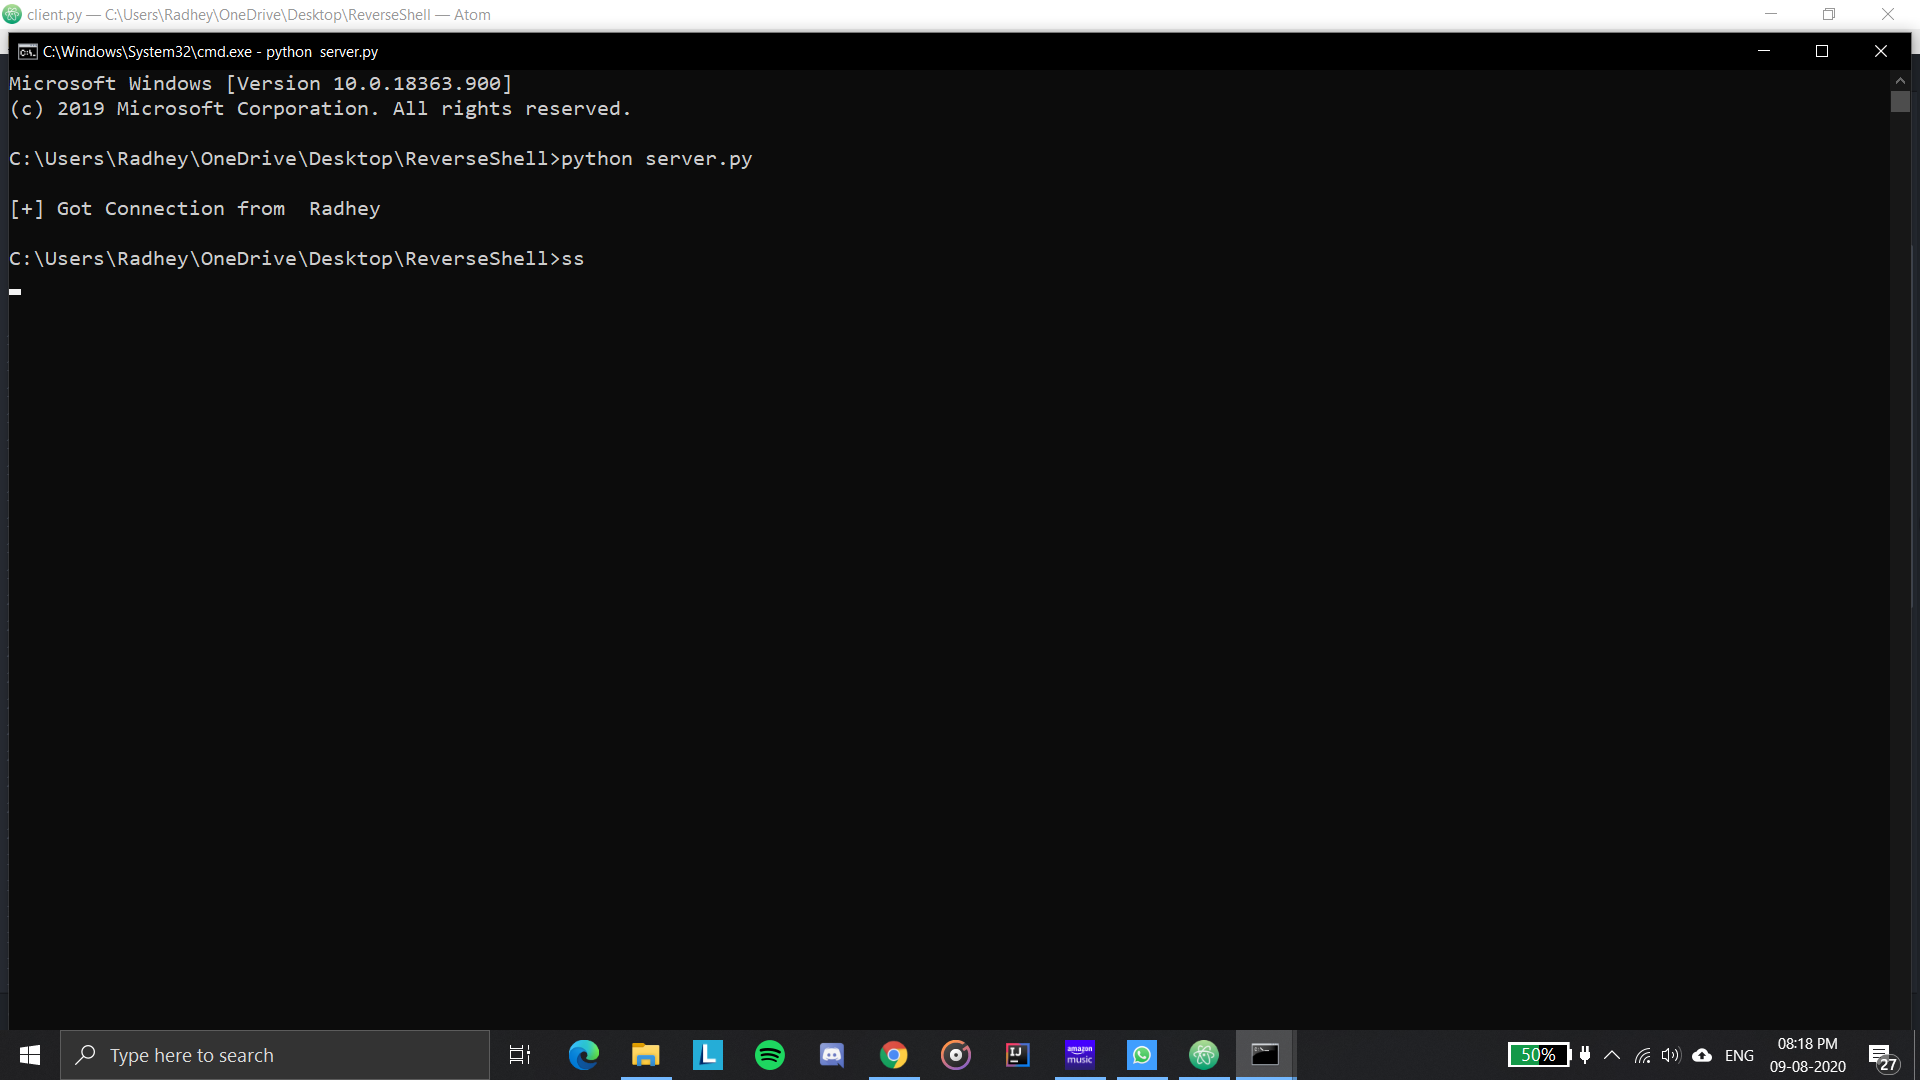 client.py — C:\Users\Radhey\OneDrive\Desktop\ReverseShell — Atom
C:\Windows\System32\cmd.exe - python  server.py
Microsoft Windows [Version 10.0.18363.900]
(c) 2019 Microsoft Corporation. All rights reserved.
C:\Users\Radhey\OneDrive\Desktop\ReverseShell>python server.py
[+] Got Connection from  Radhey
C:\Users\Radhey\OneDrive\Desktop\ReverseShell>ss
Type here to search
L
IJ
amazon
music
50%
ENG
08:18 PM
09-08-2020
27